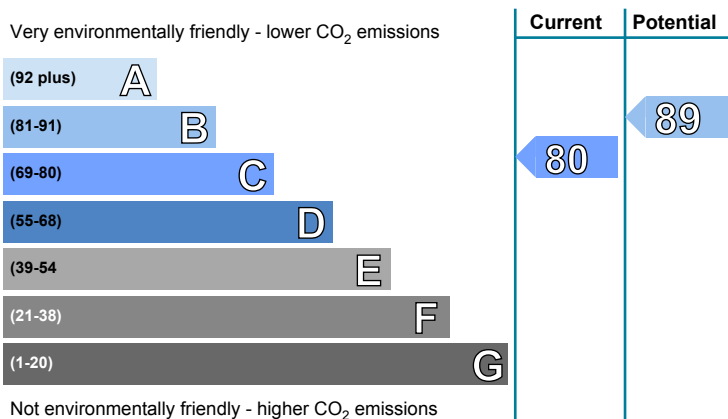 Very environmentally friendly - lower CO2 emissions
Current
Potential
(92 plus) A
(81-91) B
(69-80) C
(55-68) D
(39-54 E
(21-38) F
(1-20) G
80
89
Not environmentally friendly - higher CO2 emissions